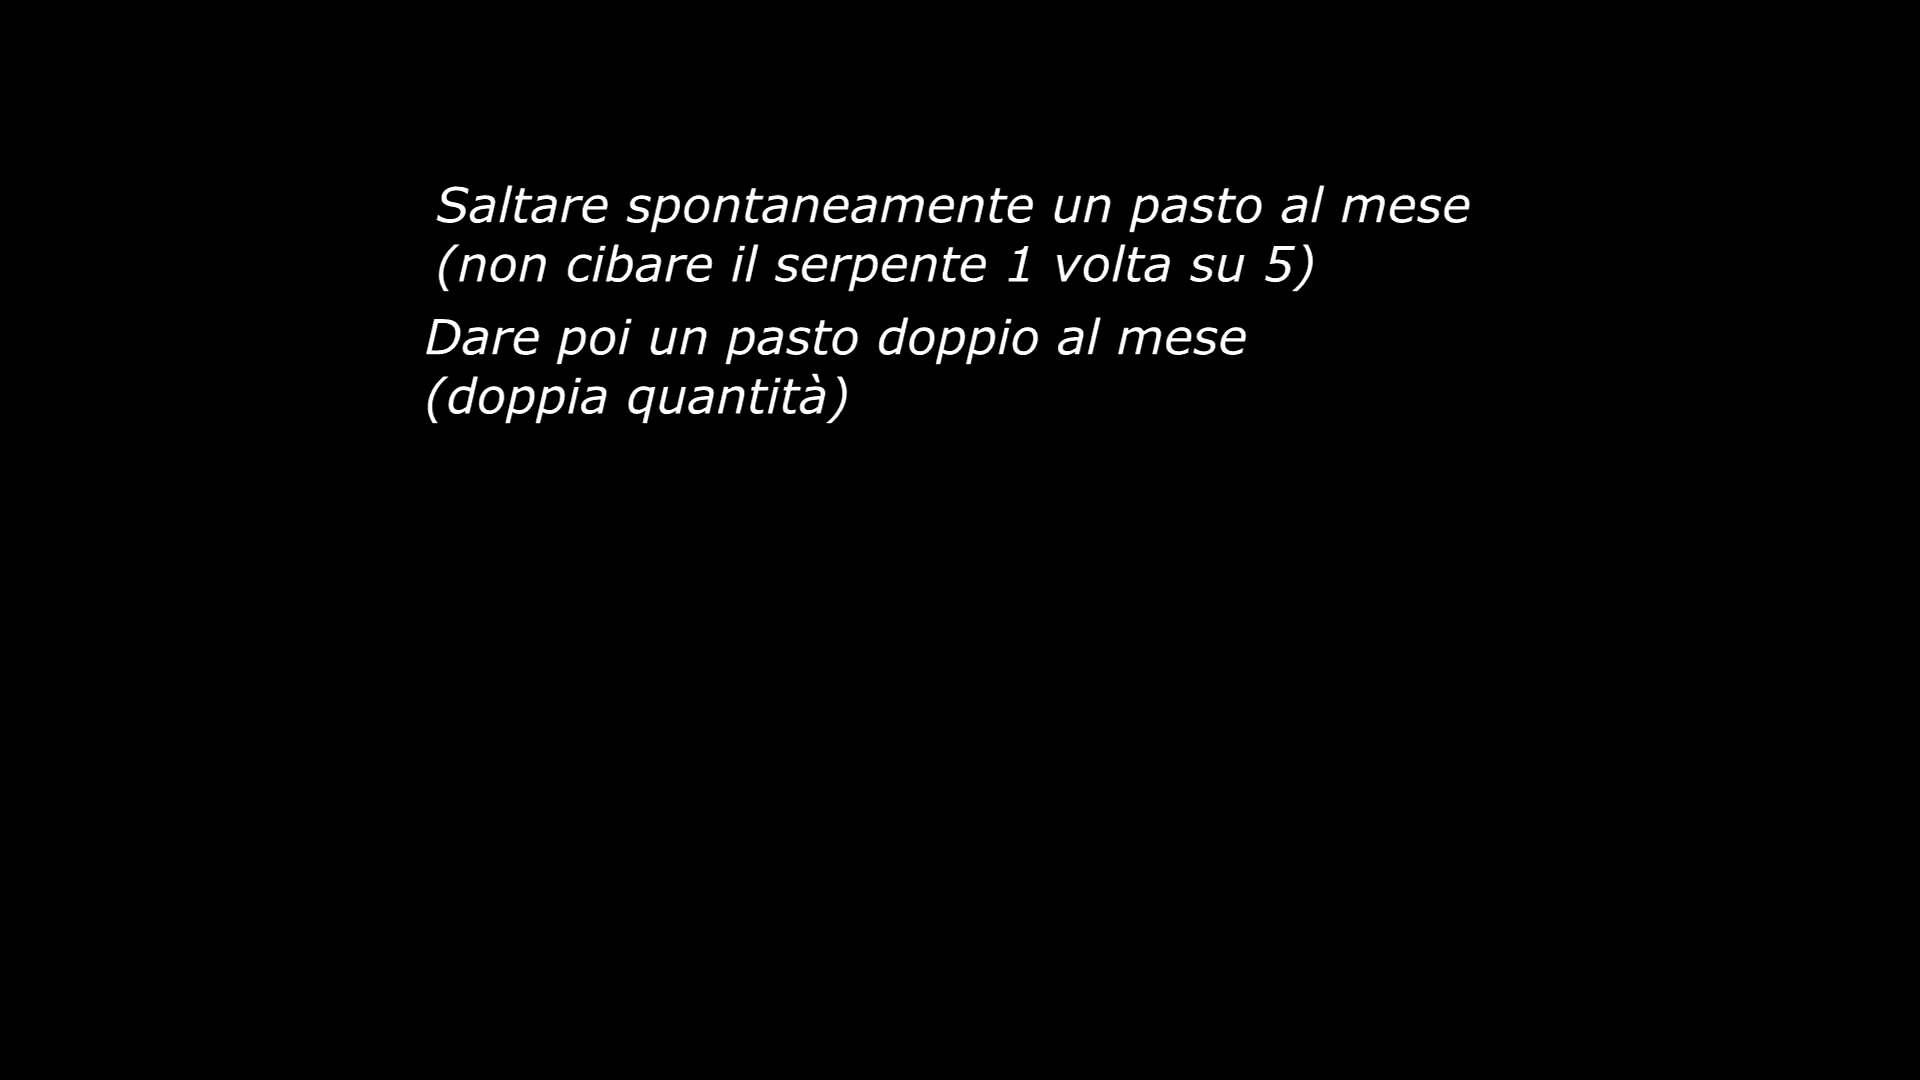 Saltare spontaneamente un pasto al mese
(non cibare il serpente 1 volta su 5)
Dare poi un pasto doppio al mese
(doppia quantità)